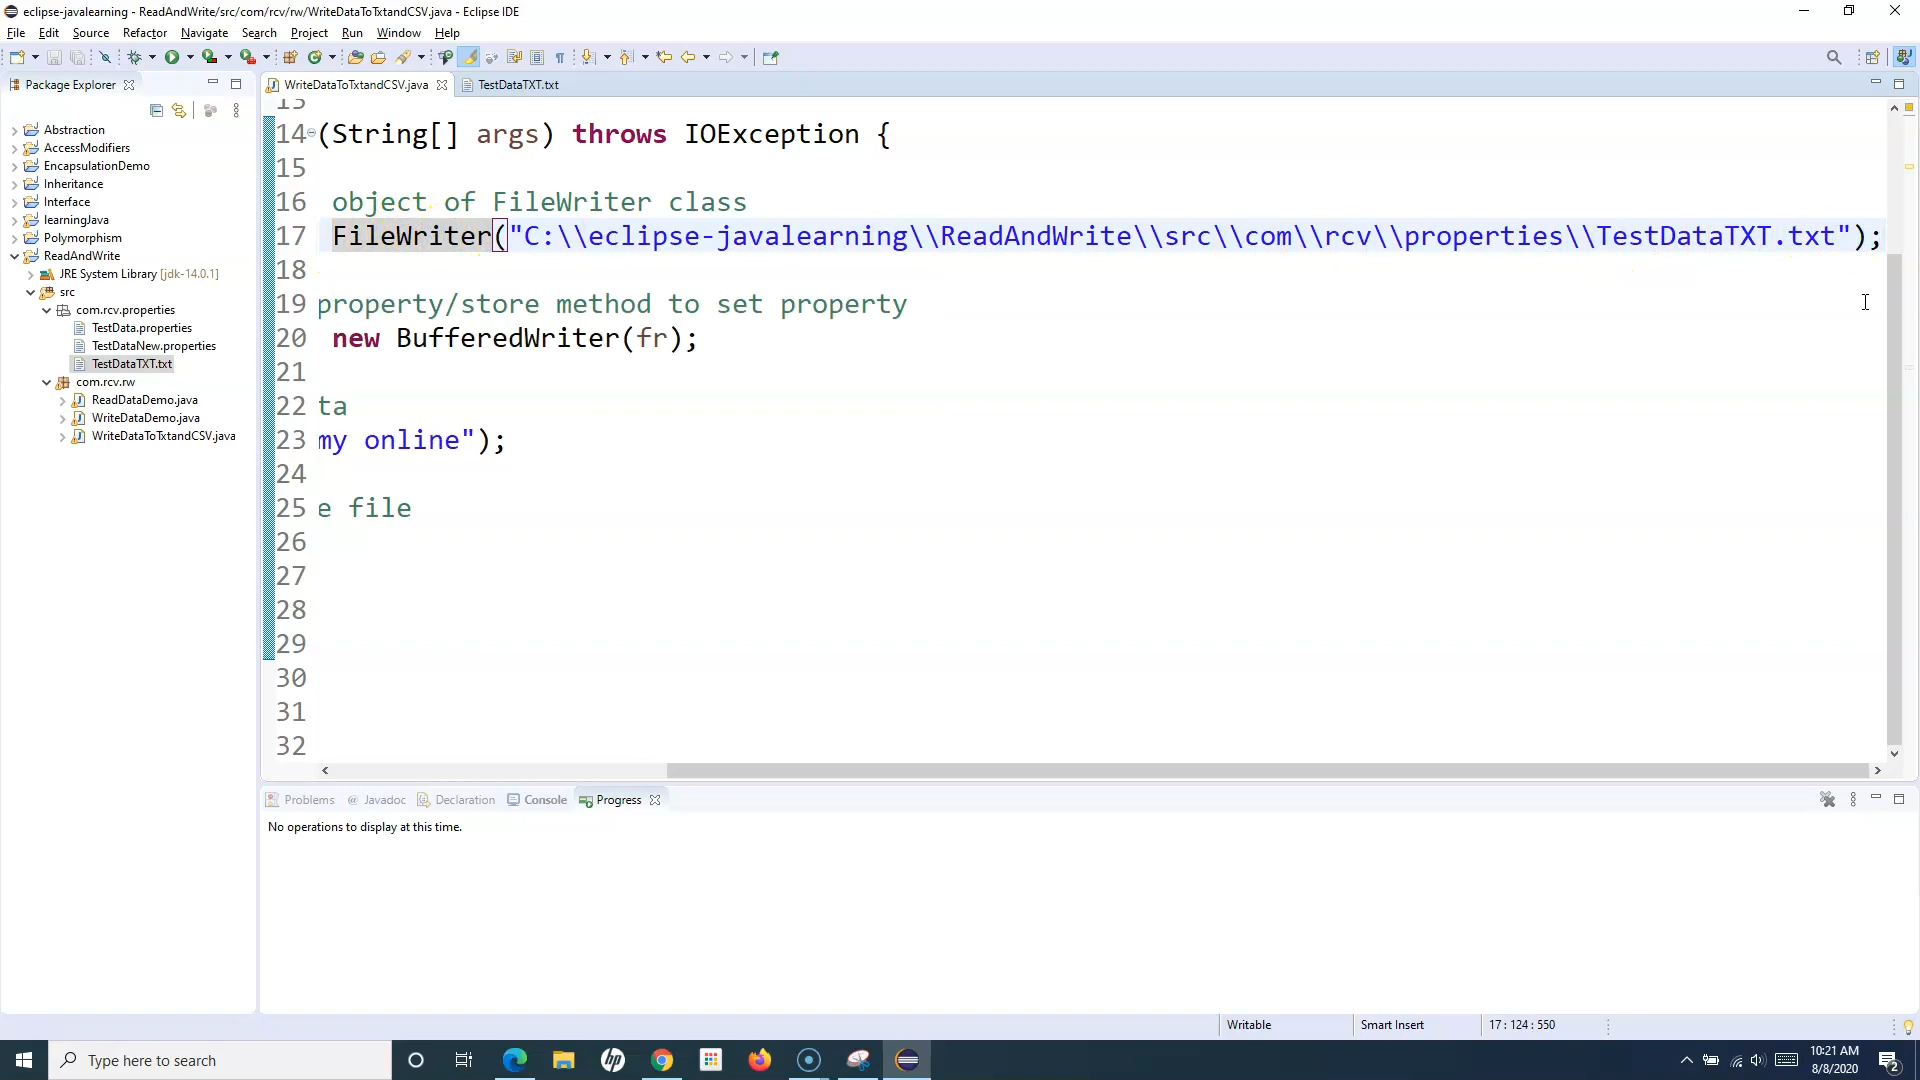 eclipse-javalearning - ReadAndWrite/src/com/rcv/rw/WriteDataToTxtandCSV.java - Eclipse IDE
File Edit Source Refactor Navigate Search Project Run Window Help
Package Explorer
WriteDataToTxtandCSV.java
TestDataTXT.txt
Abstraction
AccessModifiers
EncapsulationDemo
Inheritance
Interface
learningJava
Polymorphism
ReadAndWrite
JRE System Library [jdk-14.0.1]
src
com.rcv.properties
TestData.properties
TestDataNew.properties
TestDataTXT.txt
com.rcv.rw
ReadDataDemo.java
WriteDataDemo.java
WriteDataToTxtandCSV.java
13
14 (String[] args) throws IOException {
15
16 object of FileWriter class
17 FileWriter("C:\\eclipse-javalearning\\ReadAndWrite\\src\\com\\rcv\\properties\\TestDataTXT.txt");
18
19 property/store method to set property
20 new BufferedWriter(fr);
21
22 ta
23 my online");
24
25 e file
26
27
28
29
30
31
32
Problems @ Javadoc Declaration Console Progress
No operations to display at this time.
Writable Smart Insert 17 : 124 : 550
Type here to search
hp
10:21 AM
8/8/2020
2